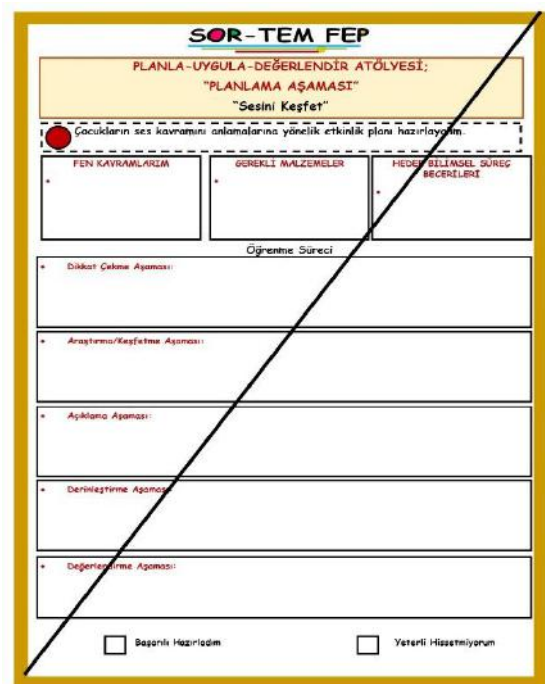 SOR-TEM FEP
PLANLA-UYGULA-DEĞERLENDİR ATÖLYESİ;
"PLANLAMA AŞAMASI"
"Sesini Keşfet"
Çocukların ses kavramını anlamalarına yönelik etkinlik planı hazırlayalım.
FEN KAVRAMLARIM
GEREKLİ MALZEMELER
HEDEF BİLİMSEL SÜREÇ
BECERİLERİ
Öğrenme Süreci
• Dikkat Çekme Aşaması:
• Araştırma/Keşfetme Aşaması:
• Açıklama Aşaması:
• Derinleştirme Aşaması:
• Değerlendirme Aşaması:
Başarılı Hazırladım
Yeterli Hissetmiyorum